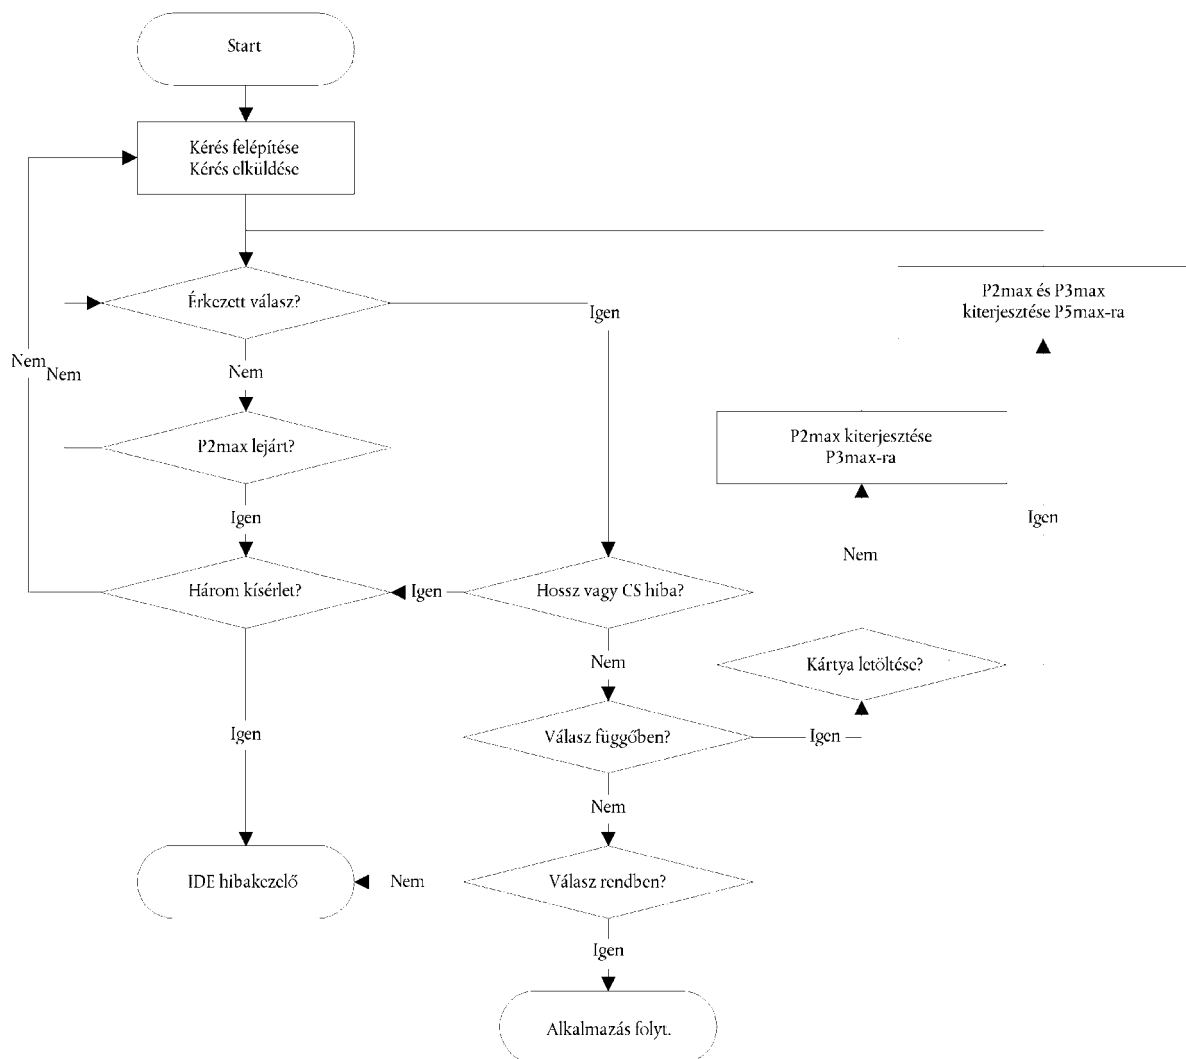 Start
Kérés felépítése
Kérés elküldése
Érkezett válasz?
Igen
P2max és P3max
kiterjesztése P5max-ra
Nem
Nem
Nem
P2max lejárt?
P2max kiterjesztése
P3max-ra
Igen
Igen
Nem
Három kísérlet?
Igen
Hossz vagy CS hiba?
Nem
Kártya letöltése?
Igen
Válasz függőben?
Igen
Nem
IDE hibakezelő
Nem
Válasz rendben?
Igen
Alkalmazás folyt.